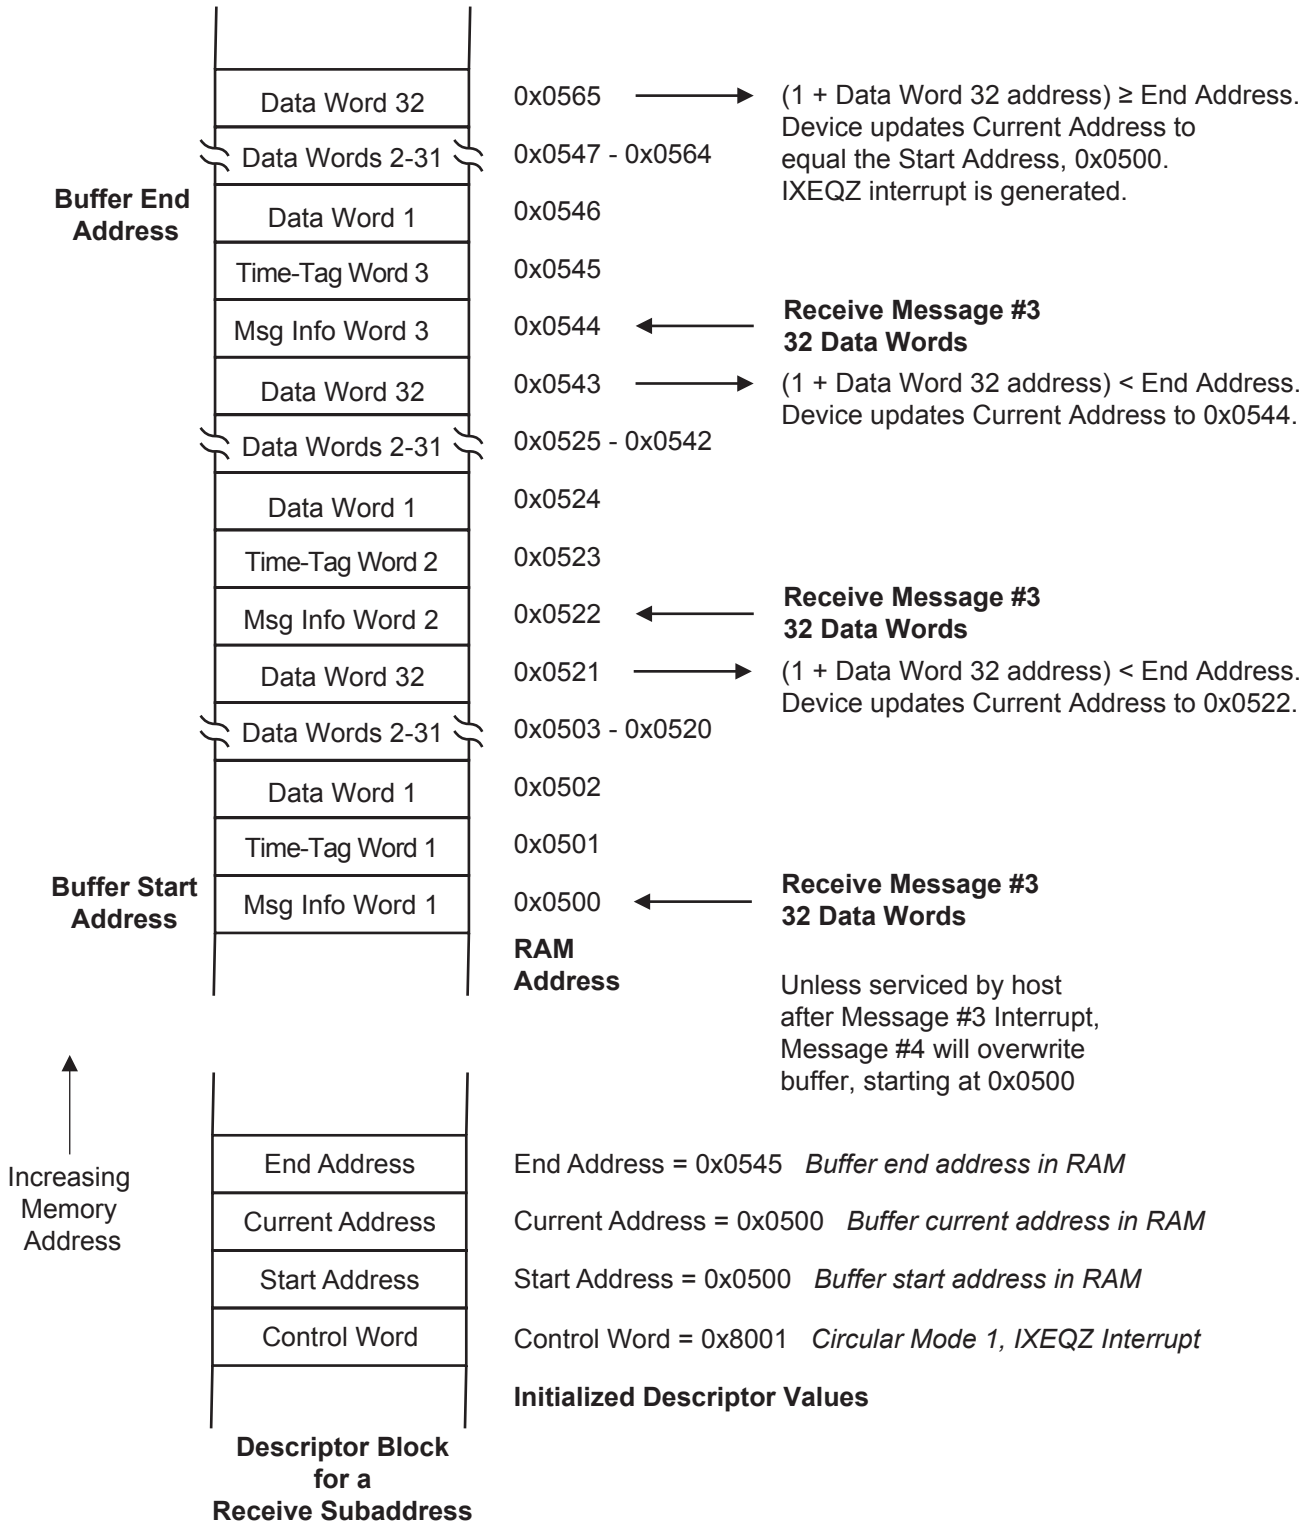 Data Word 32 0x0565 (1 + Data Word 32 address) ≥ End Address.
Device updates Current Address to
Data Words 2-31 0x0547 - 0x0564 equal the Start Address, 0x0500.
IXEQZ interrupt is generated.
Buffer End
Address
Data Word 1 0x0546
Time-Tag Word 3 0x0545
Receive Message #3
Msg Info Word 3 0x0544
32 Data Words
Data Word 32 0x0543 (1 + Data Word 32 address) < End Address.
Device updates Current Address to 0x0544.
Data Words 2-31 0x0525 - 0x0542
Data Word 1 0x0524
Time-Tag Word 2 0x0523
Receive Message #3
Msg Info Word 2 0x0522
32 Data Words
Data Word 32 0x0521 (1 + Data Word 32 address) < End Address.
Device updates Current Address to 0x0522.
Data Words 2-31 0x0503 - 0x0520
Data Word 1 0x0502
Time-Tag Word 1 0x0501
Buffer Start
Address
Receive Message #3
Msg Info Word 1 0x0500
32 Data Words
RAM
Address
Unless serviced by host
after Message #3 Interrupt,
Message #4 will overwrite
buffer, starting at 0x0500
Increasing
Memory
Address
End Address End Address = 0x0545 Buffer end address in RAM
Current Address Current Address = 0x0500 Buffer current address in RAM
Start Address Start Address = 0x0500 Buffer start address in RAM
Control Word Control Word = 0x8001 Circular Mode 1, IXEQZ Interrupt
Initialized Descriptor Values
Descriptor Block
for a
Receive Subaddress